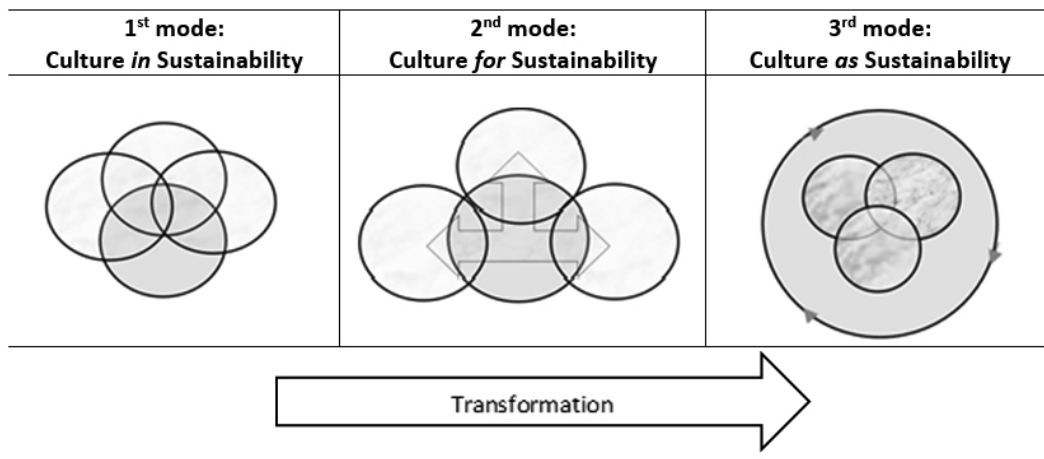 1st mode:
Culture in Sustainability
2nd mode:
Culture for Sustainability
3rd mode:
Culture as Sustainability
Transformation